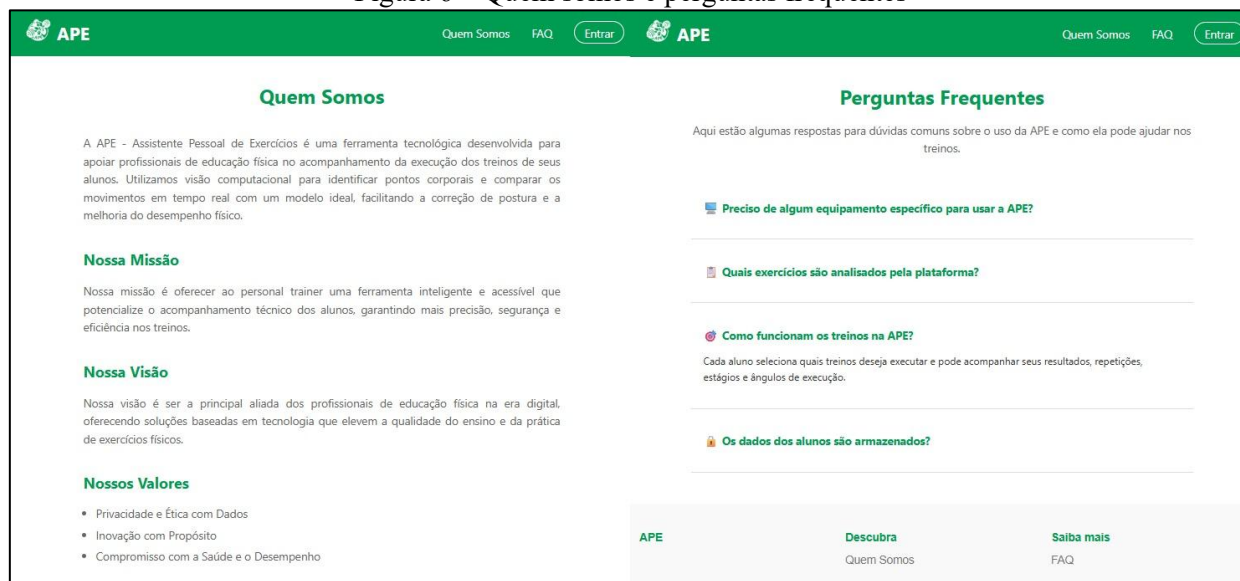 Figura 6 – Quem somos e perguntas frequentes
APE
Quem Somos FAQ Entrar
Quem Somos
A APE - Assistente Pessoal de Exercícios é uma ferramenta tecnológica desenvolvida para
apoiar profissionais de educação física no acompanhamento da execução dos treinos de seus
alunos. Utilizamos visão computacional para identificar pontos corporais e comparar os
movimentos em tempo real com um modelo ideal, facilitando a correção de postura e a
melhoria do desempenho físico.
Nossa Missão
Nossa missão é oferecer ao personal trainer uma ferramenta inteligente e acessível que
potencialize o acompanhamento técnico dos alunos, garantindo mais precisão, segurança e
eficiência nos treinos.
Nossa Visão
Nossa visão é ser a principal aliada dos profissionais de educação física na era digital,
oferecendo soluções baseadas em tecnologia que elevem a qualidade do ensino e da prática
de exercícios físicos.
Nossos Valores
• Privacidade e Ética com Dados
• Inovação com Propósito
• Compromisso com a Saúde e o Desempenho
APE
Quem Somos FAQ Entrar
Perguntas Frequentes
Aqui estão algumas respostas para dúvidas comuns sobre o uso da APE e como ela pode ajudar nos
treinos.
Preciso de algum equipamento específico para usar a APE?
Quais exercícios são analisados pela plataforma?
Como funcionam os treinos na APE?
Cada aluno seleciona quais treinos deseja executar e pode acompanhar seus resultados, repetições,
estágios e ângulos de execução.
Os dados dos alunos são armazenados?
APE
Descubra
Quem Somos
Saiba mais
FAQ